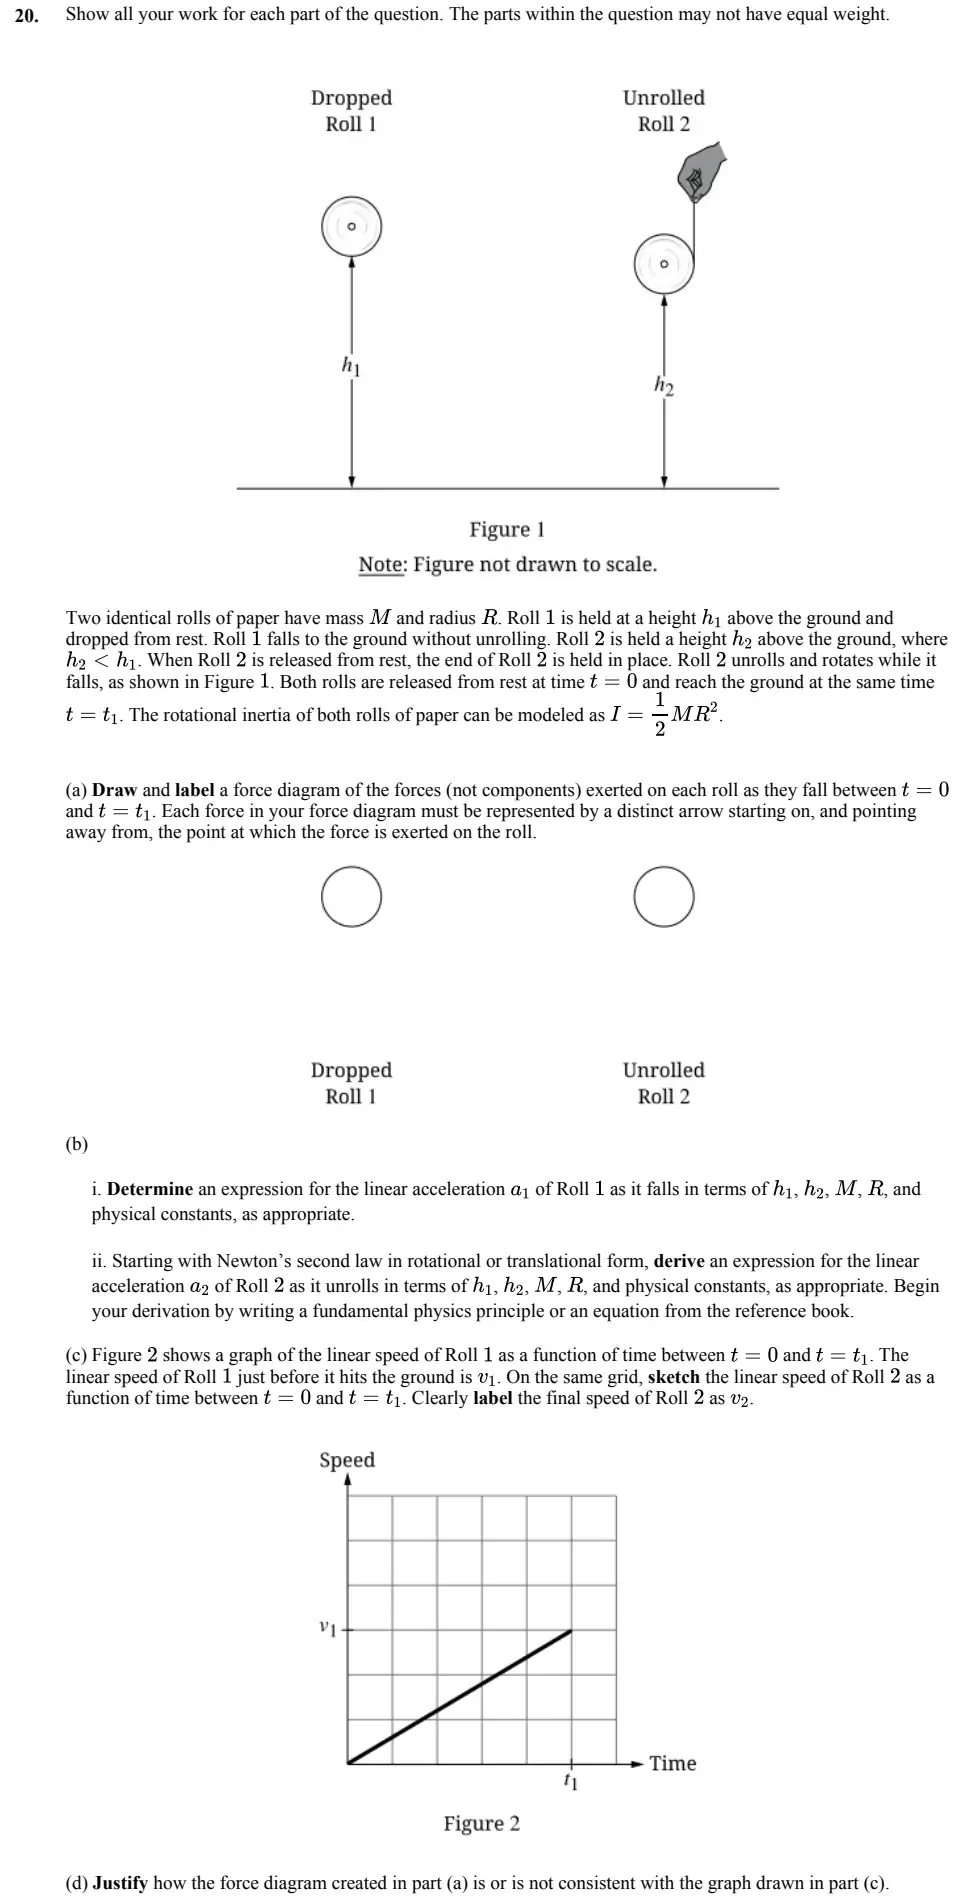 20. Show all your work for each part of the question. The parts within the question may not have equal weight.
Dropped
Roll 1
Unrolled
Roll 2
h₁
h₂
Figure 1
Note: Figure not drawn to scale.
Two identical rolls of paper have mass M and radius R. Roll 1 is held at a height h₁ above the ground and
dropped from rest. Roll 1 falls to the ground without unrolling. Roll 2 is held a height h₂ above the ground, where
h₂ < h₁. When Roll 2 is released from rest, the end of Roll 2 is held in place. Roll 2 unrolls and rotates while it
falls, as shown in Figure 1. Both rolls are released from rest at time t = 0 and reach the ground at the same time
t = t₁. The rotational inertia of both rolls of paper can be modeled as I = 1/2 MR².
(a) Draw and label a force diagram of the forces (not components) exerted on each roll as they fall between t = 0
and t = t₁. Each force in your force diagram must be represented by a distinct arrow starting on, and pointing
away from, the point at which the force is exerted on the roll.
Dropped
Roll 1
Unrolled
Roll 2
(b)
i. Determine an expression for the linear acceleration a₁ of Roll 1 as it falls in terms of h₁, h₂, M, R, and
physical constants, as appropriate.
ii. Starting with Newton's second law in rotational or translational form, derive an expression for the linear
acceleration a₂ of Roll 2 as it unrolls in terms of h₁, h₂, M, R, and physical constants, as appropriate. Begin
your derivation by writing a fundamental physics principle or an equation from the reference book.
(c) Figure 2 shows a graph of the linear speed of Roll 1 as a function of time between t = 0 and t = t₁. The
linear speed of Roll 1 just before it hits the ground is v₁. On the same grid, sketch the linear speed of Roll 2 as a
function of time between t = 0 and t = t₁. Clearly label the final speed of Roll 2 as v₂.
Speed
v₁
Time
t₁
Figure 2
(d) Justify how the force diagram created in part (a) is or is not consistent with the graph drawn in part (c).